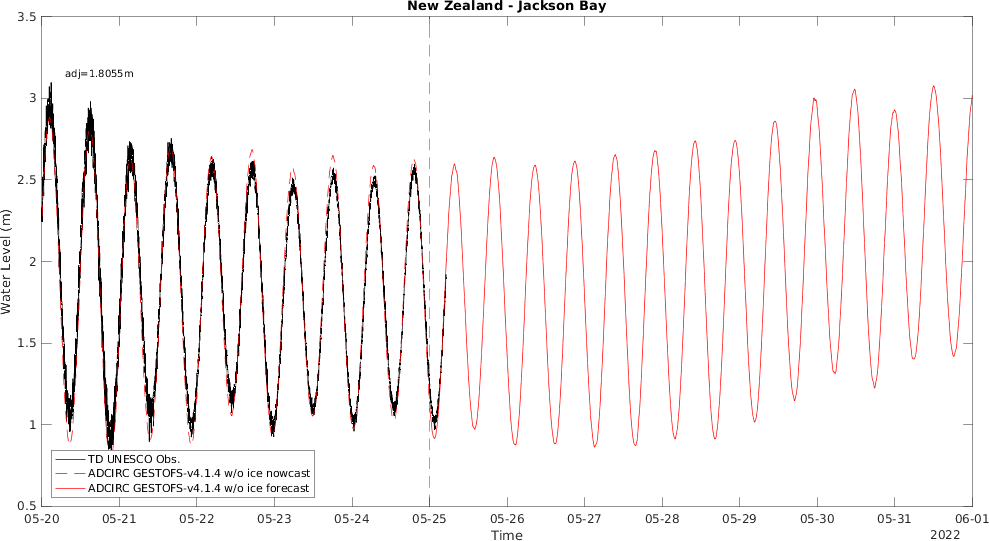 New Zealand - Jackson Bay
3.5
3
2.5
2
1.5
1
0.5
Water Level (m)
adj=1.8055m
TD UNESCO Obs.
ADCIRC GESTOFS-v4.1.4 w/o ice nowcast
ADCIRC GESTOFS-v4.1.4 w/o ice forecast
05-20 05-21 05-22 05-23 05-24 05-25 05-26 05-27 05-28 05-29 05-30 05-31 06-01
Time
2022